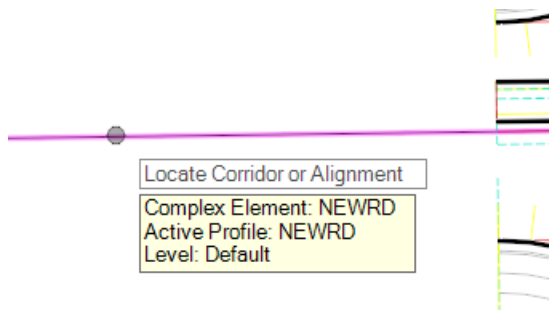 Locate Corridor or Alignment
Complex Element: NEWRD
Active Profile: NEWRD
Level: Default